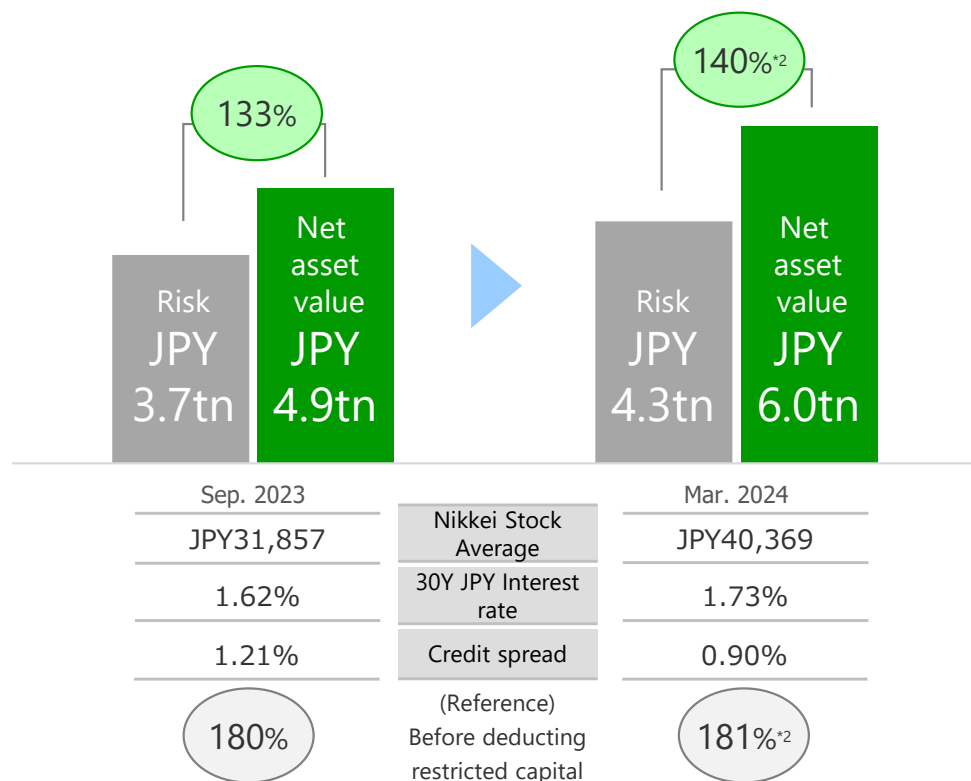 133%
140%*2
Risk
JPY
3.7tn
Net
asset
value
JPY
4.9tn
Risk
JPY
4.3tn
Net
asset
value
JPY
6.0tn
Sep. 2023
Mar. 2024
JPY31,857
Nikkei Stock
Average
JPY40,369
1.62%
30Y JPY Interest
rate
1.73%
1.21%
Credit spread
0.90%
180%
(Reference)
Before deducting
restricted capital
181%*2